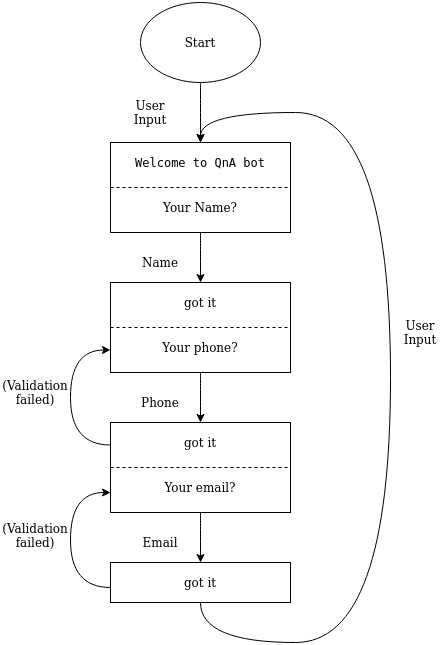 Start
User
Input
Welcome to QnA bot
Your Name?
Name
got it
Your phone?
User
Input
(Validation
failed)
Phone
got it
Your email?
(Validation
failed)
Email
got it